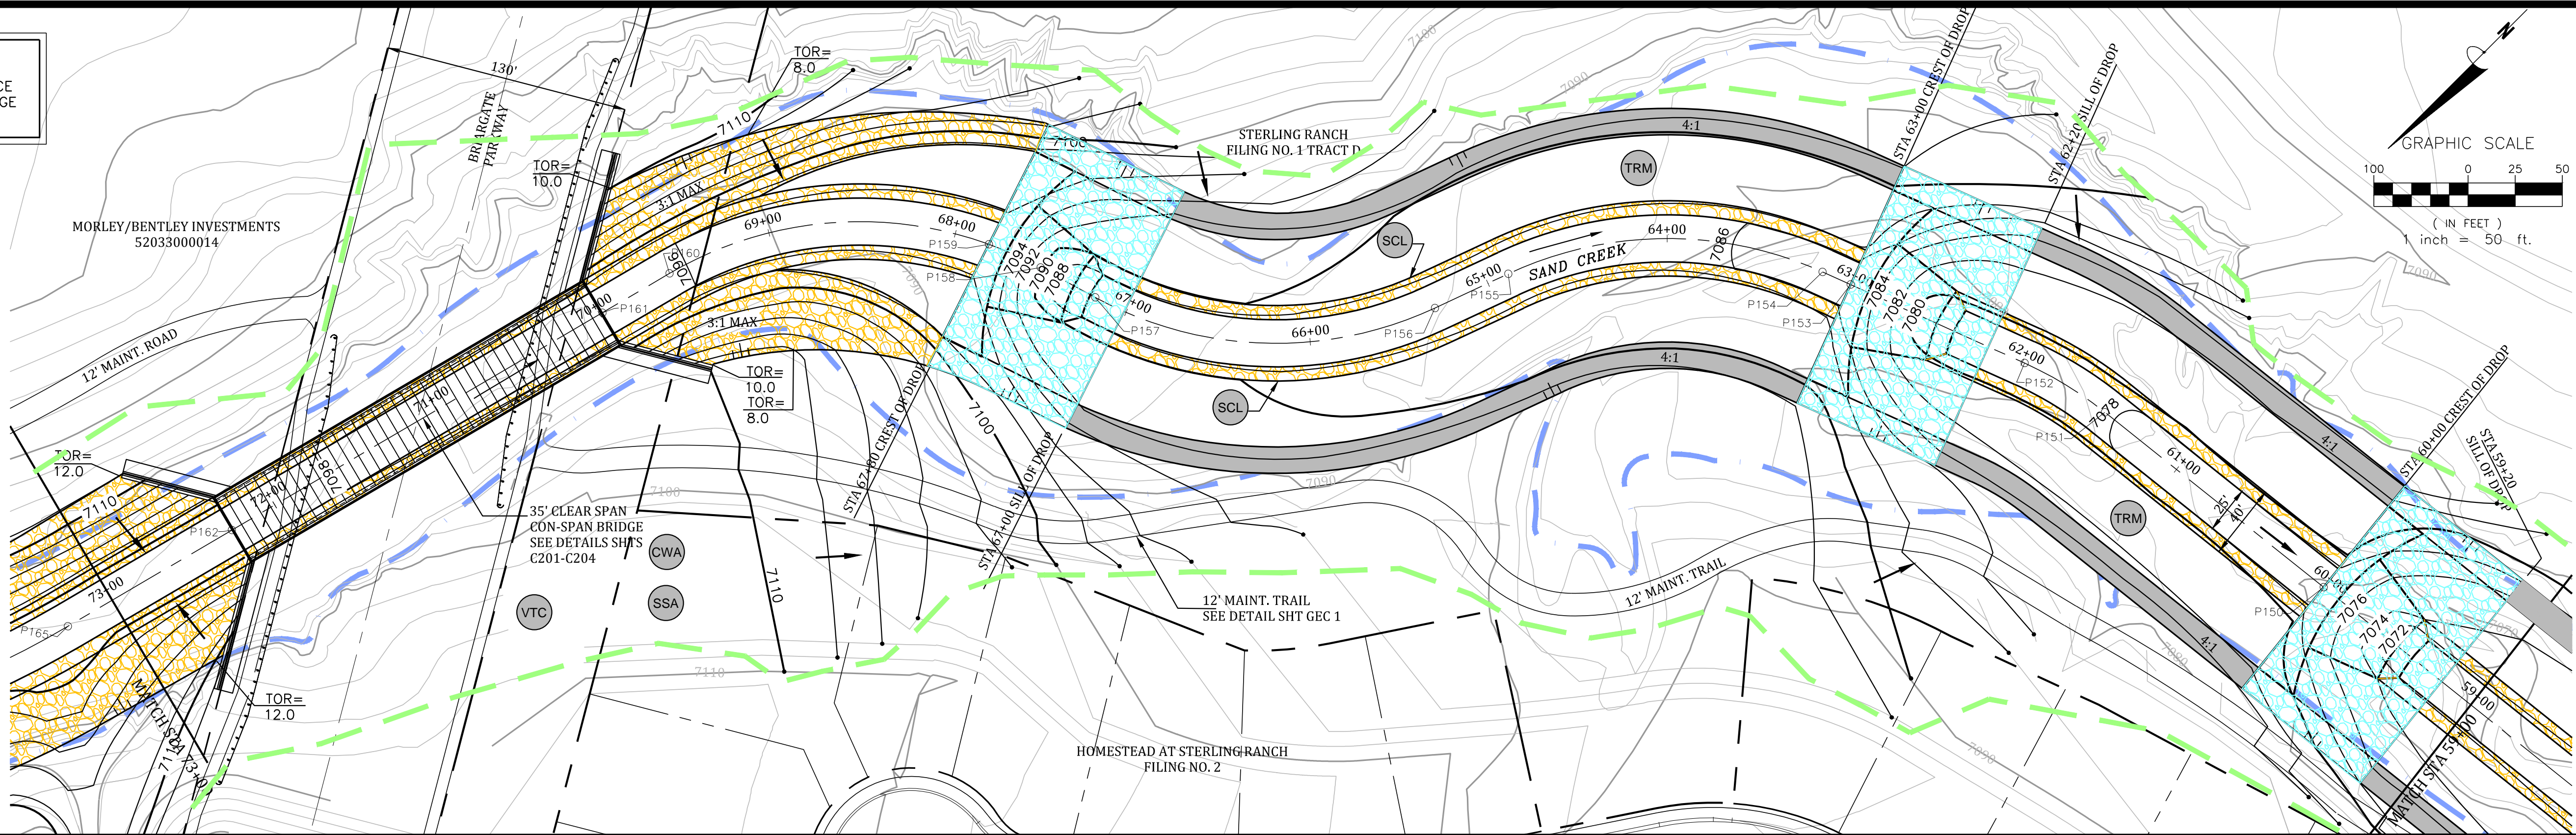 CE
GE
130'
BRIARGATE
PARKWAY
TOR=
8.0
7110
TOR=
10.0
3:1 MAX
MORLEY/BENTLEY INVESTMENTS
52033000014
12' MAINT. ROAD
69+00
68+00
P159
P160
7096
P158
7094
7092
7090
7088
7100
7090
STERLING RANCH
FILING NO. 1 TRACT D
7100
7090
4:1
TRM
SCL
64+00
7086
SAND CREEK
65+00
P155
66+00
P156
67+00
P157
STA 63+00 CREST OF DROP
STA 62+20 SILL OF DROP
N
GRAPHIC SCALE
100
0
25
50
( IN FEET )
1 inch = 50 ft.
7090
P154
P153
7084
7082
7080
62+00
P152
7078
P151
61+00
4:1
STA 60+00 CREST OF DROP
STA 59+20
25'
40'
TRM
P150
7076
7074
7072
7070
59+00
MATCH STA 59+00
4:1
7080
7090
4:1
70+00
P161
3:1 MAX
TOR=
10.0
TOR=
8.0
71+00
7098
72+00
TOR=
12.0
7110
P162
73+00
P165
TOR=
12.0
35' CLEAR SPAN
CON-SPAN BRIDGE
SEE DETAILS SHTS
C201-C204
7100
CWA
SSA
VTC
7110
7110
STA 67+80 CREST OF DROP
7100
STA 67+00 SILL OF DROP
SCL
7090
12' MAINT. TRAIL
SEE DETAIL SHT GEC 1
12' MAINT. TRAIL
HOMESTEAD AT STERLING RANCH
FILING NO. 2